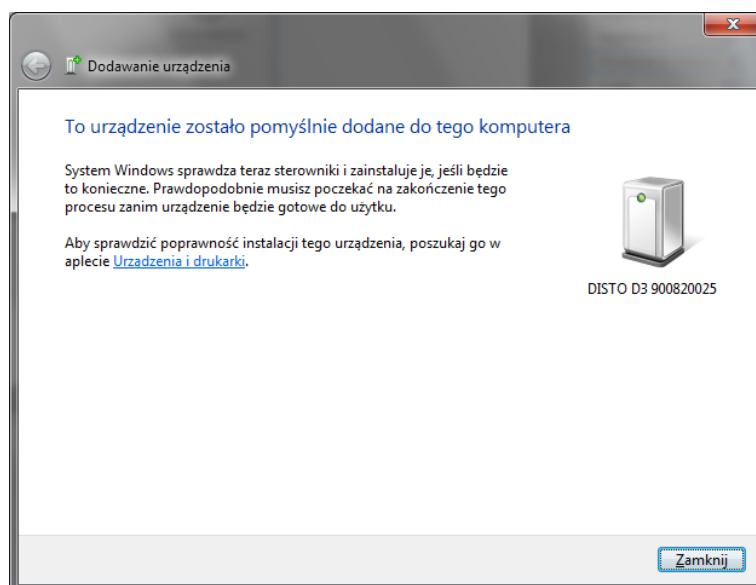 Dodawanie urządzenia
To urządzenie zostało pomyślnie dodane do tego komputera
System Windows sprawdza teraz sterowniki i zainstaluje je, jeśli będzie
to konieczne. Prawdopodobnie musisz poczekać na zakończenie tego
procesu zanim urządzenie będzie gotowe do użytku.
Aby sprawdzić poprawność instalacji tego urządzenia, poszukaj go w
aplecie Urządzenia i drukarki.
DISTO D3 900820025
Zamknij